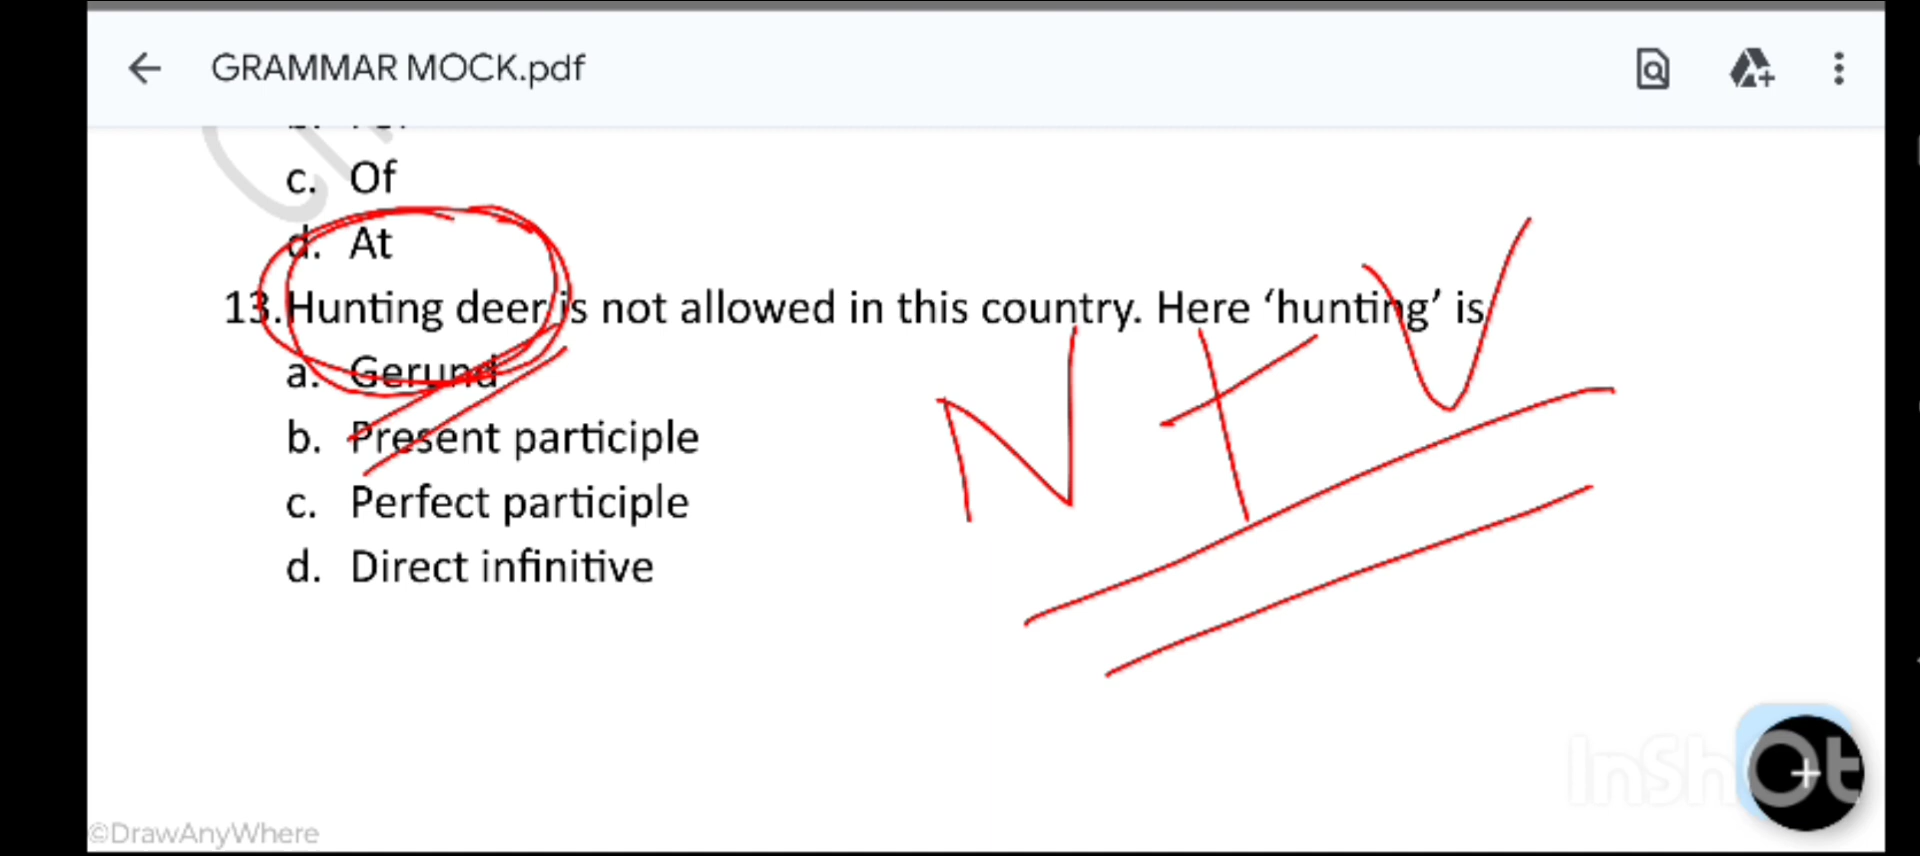 GRAMMAR MOCK.pdf
c. Of
d. At
13. Hunting deer is not allowed in this country. Here ‘hunting’ is
a. Gerund
b. Present participle
c. Perfect participle
d. Direct infinitive
N + V
InShOt
©DrawAnyWhere